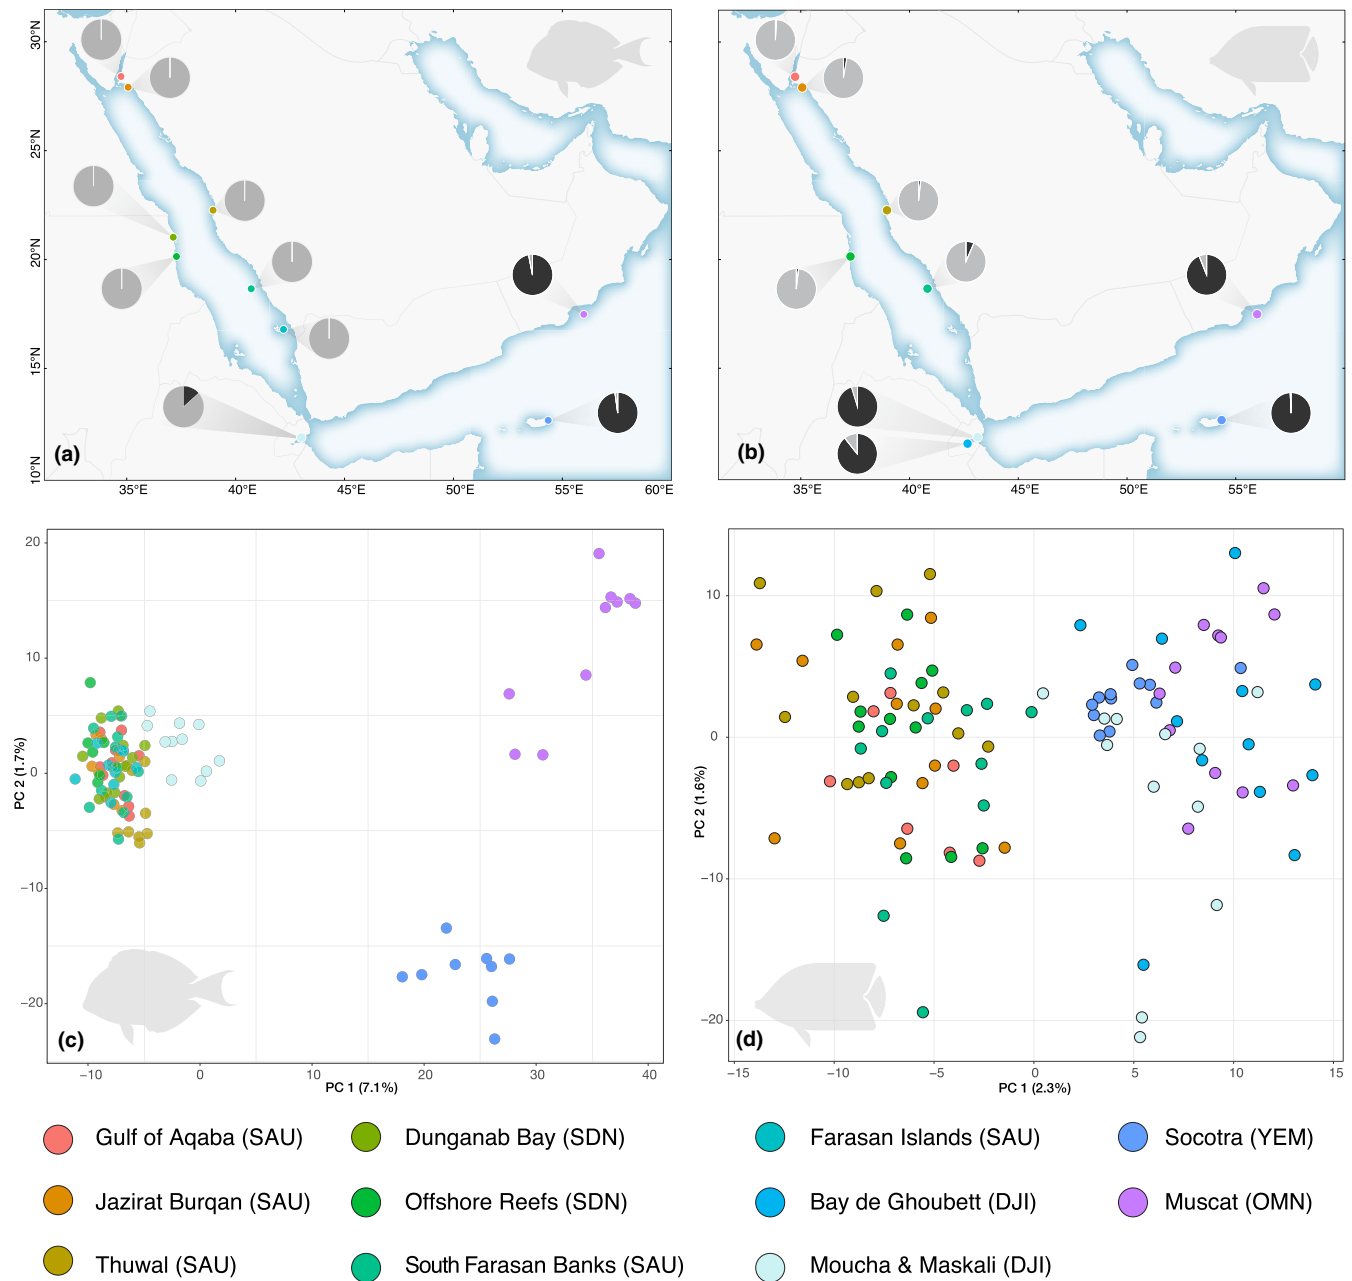 30°N
25°N
20°N
15°N
10°N
(a)
35°E 40°E 45°E 50°E 55°E 60°E
(b)
35°E 40°E 45°E 50°E 55°E
20
10
0
−10
−20
PC 2 (1.7%)
(c)
−10 0 10 20 30 40
PC 1 (7.1%)
10
0
−10
−20
PC 2 (1.6%)
(d)
−15 −10 −5 0 5 10 15
PC 1 (2.3%)
Gulf of Aqaba (SAU) Dunganab Bay (SDN) Farasan Islands (SAU) Socotra (YEM)
Jazirat Burqan (SAU) Offshore Reefs (SDN) Bay de Ghoubett (DJI) Muscat (OMN)
Thuwal (SAU) South Farasan Banks (SAU) Moucha & Maskali (DJI)